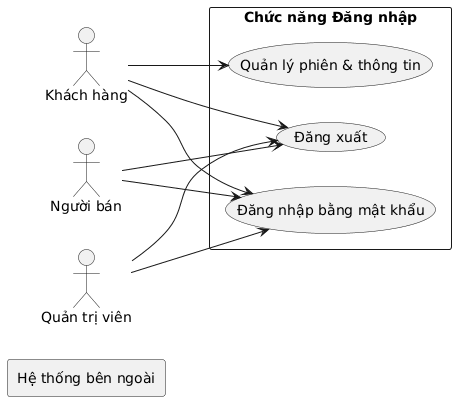 Chức năng Đăng nhập
Quản lý phiên & thông tin
Khách hàng
Đăng xuất
Người bán
Đăng nhập bằng mật khẩu
Quản trị viên
Hệ thống bên ngoài